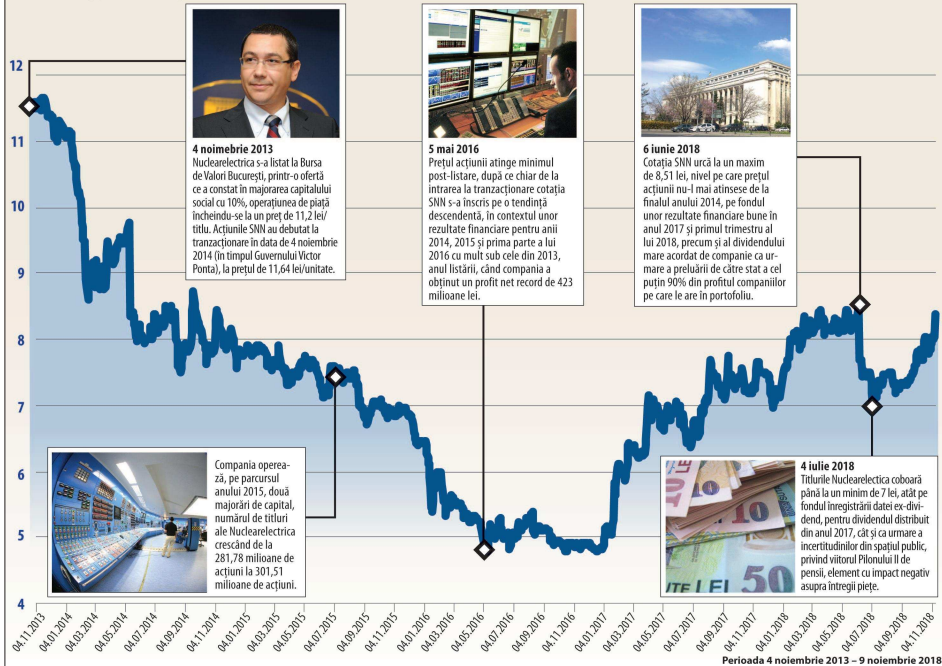 12
11
9
8
7
6
5
4
4 noimebrie 2013
Nuclearelectrica s-a listat la Bursa
de Valori București, printr-o ofertă
ce a constat în majorarea capitalului
social cu 10%, operațiunea de piață
încheindu-se la un preț de 11,2 lei/
titlu. Acțiunile SNN au debutat la
tranzacționare în data de 4 noiembrie
2014 (în timpul Guvernului Victor
Ponta), la prețul de 11,64 lei/unitate.
5 mai 2016
Prețul acțiunii atinge minimul
post-listare, după ce chiar de la
intrarea la tranzacționare cotația
SNN s-a înscris pe o tendință
descendentă, în contextul unor
rezultate financiare pentru anii
2014, 2015 și prima parte a lui
2016 cu mult sub cele din 2013,
anul listării, când compania a
obținut un profit net record de 423
milioane lei.
6 iunie 2018
Cotația SNN urcă la un maxim
de 8,51 lei, nivel pe care prețul
acțiunii nu-l mai atinsese de la
finalul anului 2014, pe fondul
unor rezultate financiare bune în
anul 2017 și primul trimestru al
lui 2018, precum și al dividendului
mare acordat de companie ca ur-
mare a preluării de către stat a cel
puțin 90% din profitul companiilor
pe care le are în portofoliu.
Compania operea-
ză, pe parcursul
anului 2015, două
majorări de capital,
numărul de titluri
ale Nuclearelectrica
crescând de la
281,78 milioane de
acțiuni la 301,51
milioane de acțiuni.
LEI
10
10
10
TE LEI 50
4 iulie 2018
Titlurile Nuclearelectica coboară
până la un minim de 7 lei, atât pe
fondul înregistrării datei ex-divi-
dend, pentru dividendul distribuit
din anul 2017, cât și ca urmare a
incertitudinilor din spațiul public,
privind viitorul Pilonului II de
pensii, element cu impact negativ
asupra întregii piețe.
04.11.2013
04.01.2014
04.03.2014
04.05.2014
04.07.2014
04.09.2014
04.11.2014
04.01.2015
04.03.2015
04.05.2015
04.07.2015
04.09.2015
04.11.2015
04.01.2016
04.03.2016
04.05.2016
04.07.2016
04.09.2016
04.11.2016
04.01.2017
04.03.2017
04.05.2017
04.07.2017
04.09.2017
04.11.2017
04.01.2018
04.03.2018
04.05.2018
04.07.2018
04.09.2018
04.11.2018
Perioada 4 noiembrie 2013 – 9 noiembrie 2018